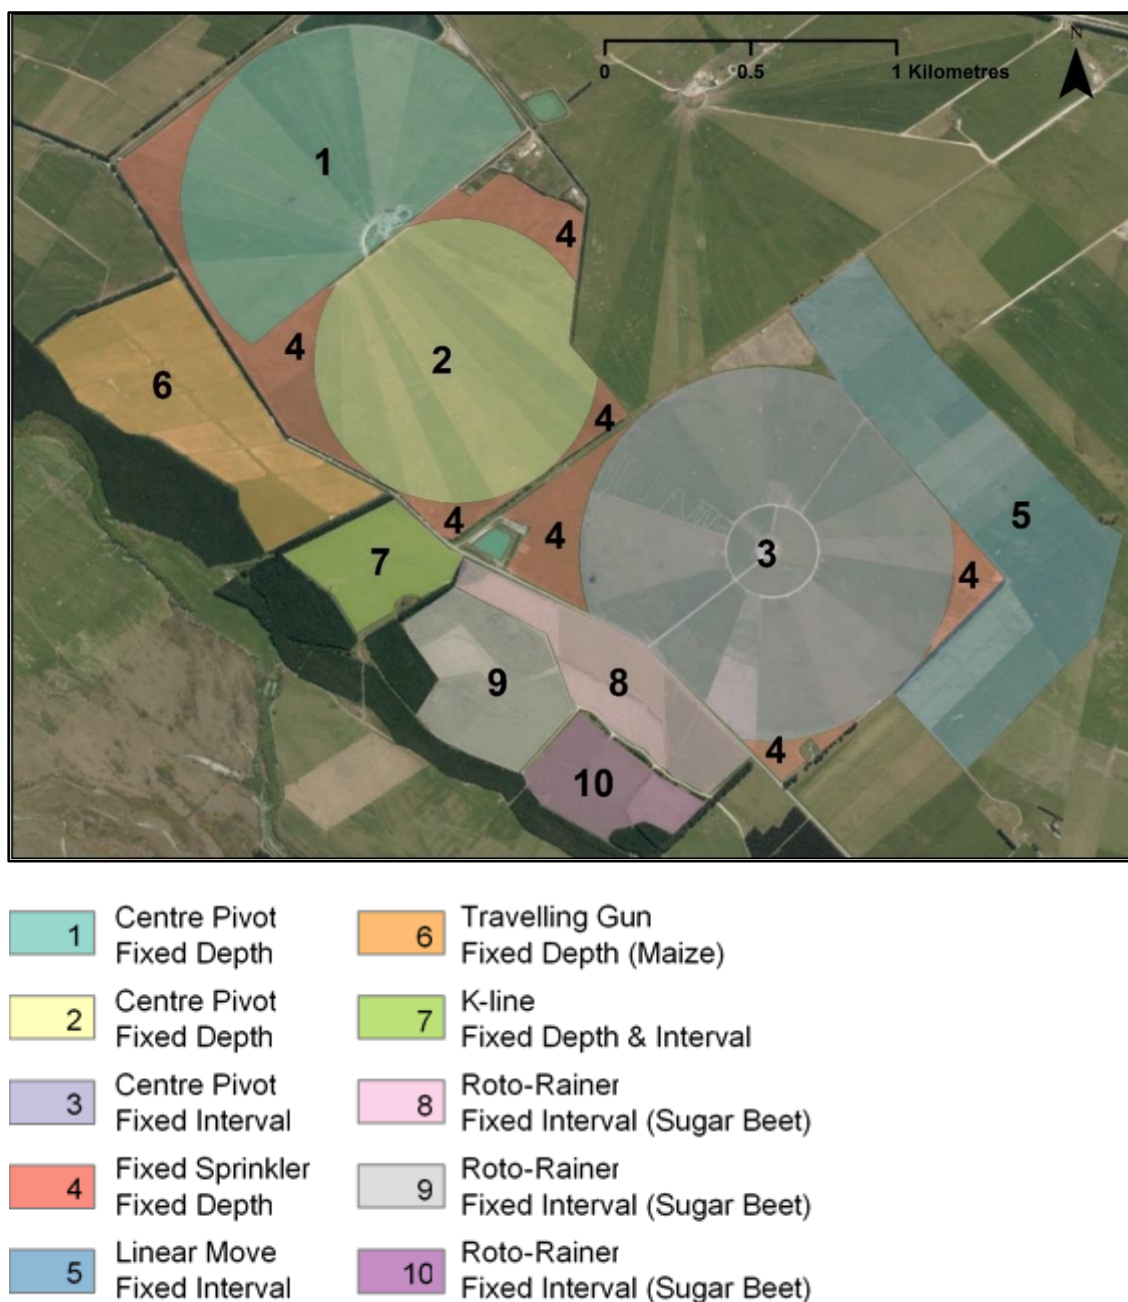 N
0 0.5 1 Kilometres
1
4
4
2
6
4
5
4
4
3
4
7
9
8
4
10
1 Centre Pivot
Fixed Depth
2 Centre Pivot
Fixed Depth
3 Centre Pivot
Fixed Interval
4 Fixed Sprinkler
Fixed Depth
5 Linear Move
Fixed Interval
6 Travelling Gun
Fixed Depth (Maize)
7 K-line
Fixed Depth & Interval
8 Roto-Rainer
Fixed Interval (Sugar Beet)
9 Roto-Rainer
Fixed Interval (Sugar Beet)
10 Roto-Rainer
Fixed Interval (Sugar Beet)